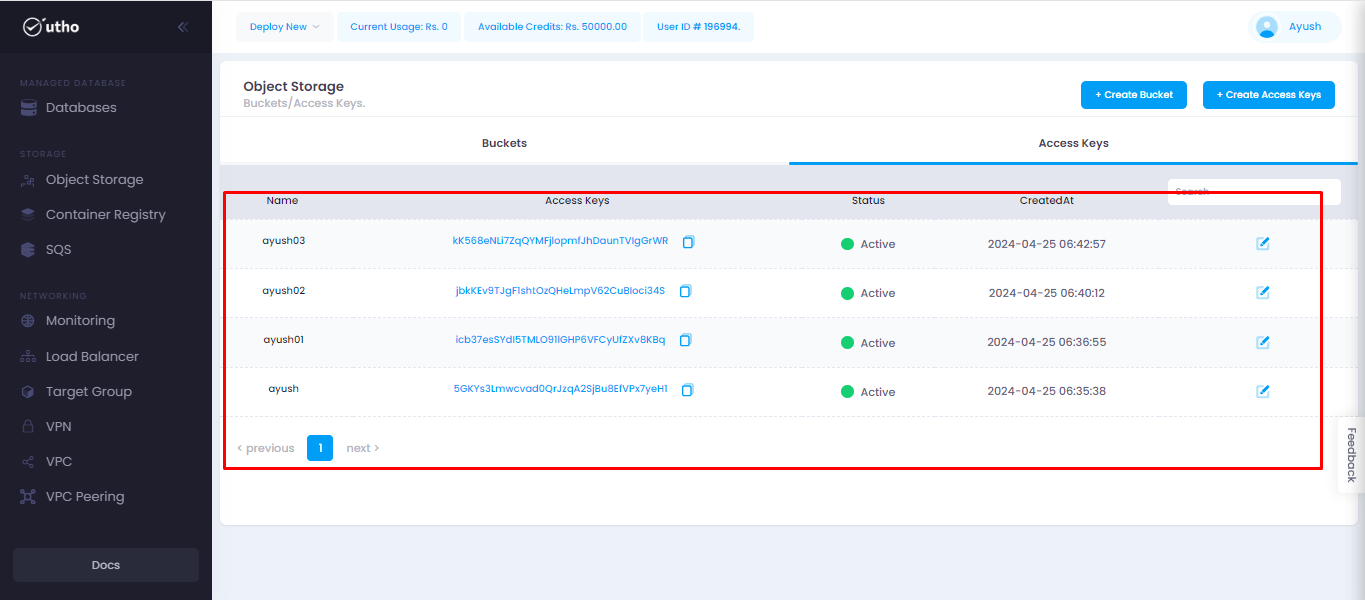 utho
Deploy New
Current Usage: Rs. 0
Available Credits: Rs. 50000.00
User ID # 196994.
Ayush
MANAGED DATABASE
Databases
STORAGE
Object Storage
Container Registry
SQS
NETWORKING
Monitoring
Load Balancer
Target Group
VPN
VPC
VPC Peering
Docs
Object Storage
Buckets/Access Keys.
+ Create Bucket
+ Create Access Keys
Buckets
Access Keys
Search
Name Access Keys Status CreatedAt
ayush03 Active 2024-04-25 06:42:57
ayush02 Active 2024-04-25 06:40:12
ayush01 Active 2024-04-25 06:36:55
ayush Active 2024-04-25 06:35:38
< previous 1 next >
Feedback